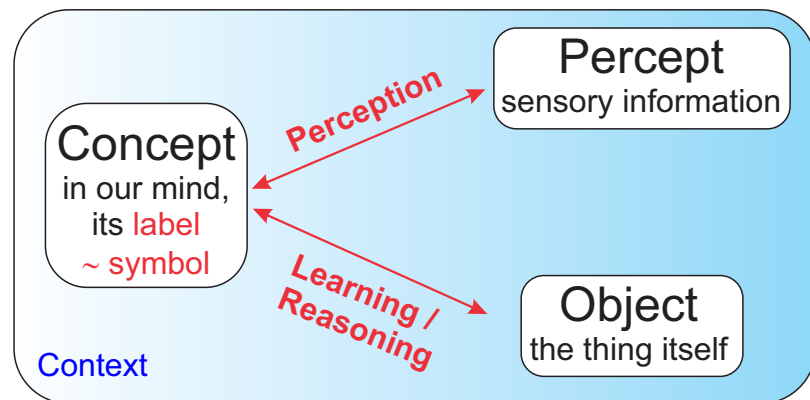 Concept
in our mind,
its label
~ symbol
Perception
Percept
sensory information
Learning /
Reasoning
Object
the thing itself
Context